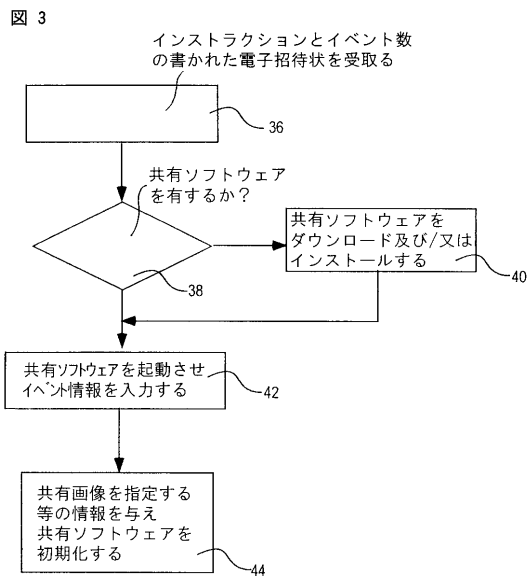 図 3
インストラクションとイベント数
の書かれた電子招待状を受取る
36
共有ソフトウェア
を有するか?
38
共有ソフトウェアを
ダウンロード及び/又は
インストールする
40
共有ソフトウェアを起動させ
イベント情報を入力する
42
共有画像を指定する
等の情報を与え
共有ソフトウェアを
初期化する
44